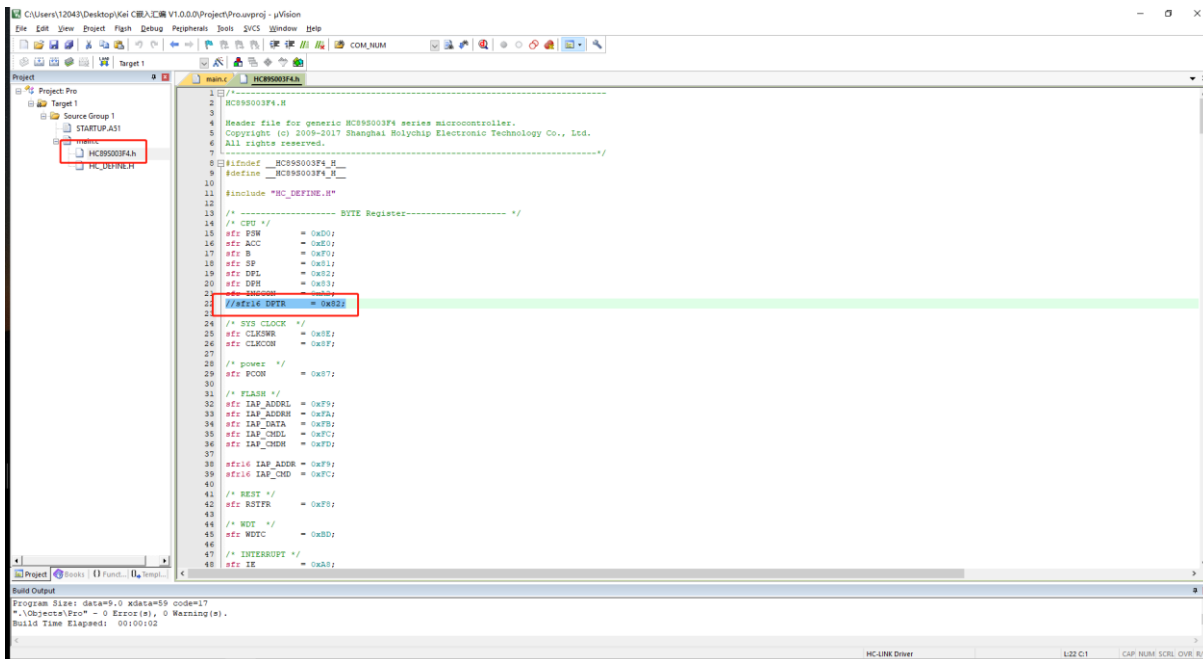 C:\Users\12043\Desktop\Kei C嵌入汇编 V1.0.0.0\Project\Pro.uvproj - µVision
File Edit View Project Flash Debug Peripherals Tools SVCS Window Help
COM_NUM
Target 1
Project
main.c HC89S003F4.h
Project: Pro
Target 1
Source Group 1
STARTUP.A51
main.c
HC89S003F4.h
HC_DEFINE.H
1 /*--------------------------------------------------------------------------
2 HC89S003F4.H
3
4 Header file for generic HC89S003F4 series microcontroller.
5 Copyright (c) 2009-2017 Shanghai Holychip Electronic Technology Co., Ltd.
6 All rights reserved.
7 --------------------------------------------------------------------------*/
8 #ifndef __HC89S003F4_H__
9 #define __HC89S003F4_H__
10
11 #include "HC_DEFINE.H"
12
13 /* ------------------- BYTE Register-------------------- */
14 /* CPU */
15 sfr PSW = 0xD0;
16 sfr ACC = 0xE0;
17 sfr B = 0xF0;
18 sfr SP = 0x81;
19 sfr DPL = 0x82;
20 sfr DPH = 0x83;
21 sfr INSCON = 0xA2;
22 //sfr16 DPTR = 0x82;
23
24 /* SYS CLOCK */
25 sfr CLKSWR = 0x8E;
26 sfr CLKCON = 0x8F;
27
28 /* power */
29 sfr PCON = 0x87;
30
31 /* FLASH */
32 sfr IAP_ADDRL = 0xF9;
33 sfr IAP_ADDRH = 0xFA;
34 sfr IAP_DATA = 0xFB;
35 sfr IAP_CMDL = 0xFC;
36 sfr IAP_CMDH = 0xFD;
37
38 sfr16 IAP_ADDR = 0xF9;
39 sfr16 IAP_CMD = 0xFC;
40
41 /* REST */
42 sfr RSTFR = 0xF8;
43
44 /* WDT */
45 sfr WDTC = 0xBD;
46
47 /* INTERRUPT */
48 sfr IE = 0xA8;
Project Books Funct... Templ...
Build Output
Program Size: data=9.0 xdata=59 code=17
".\Objects\Pro" - 0 Error(s), 0 Warning(s).
Build Time Elapsed: 00:00:02
HC-LINK Driver L:22 C:1 CAP NUM SCRL OVR R/